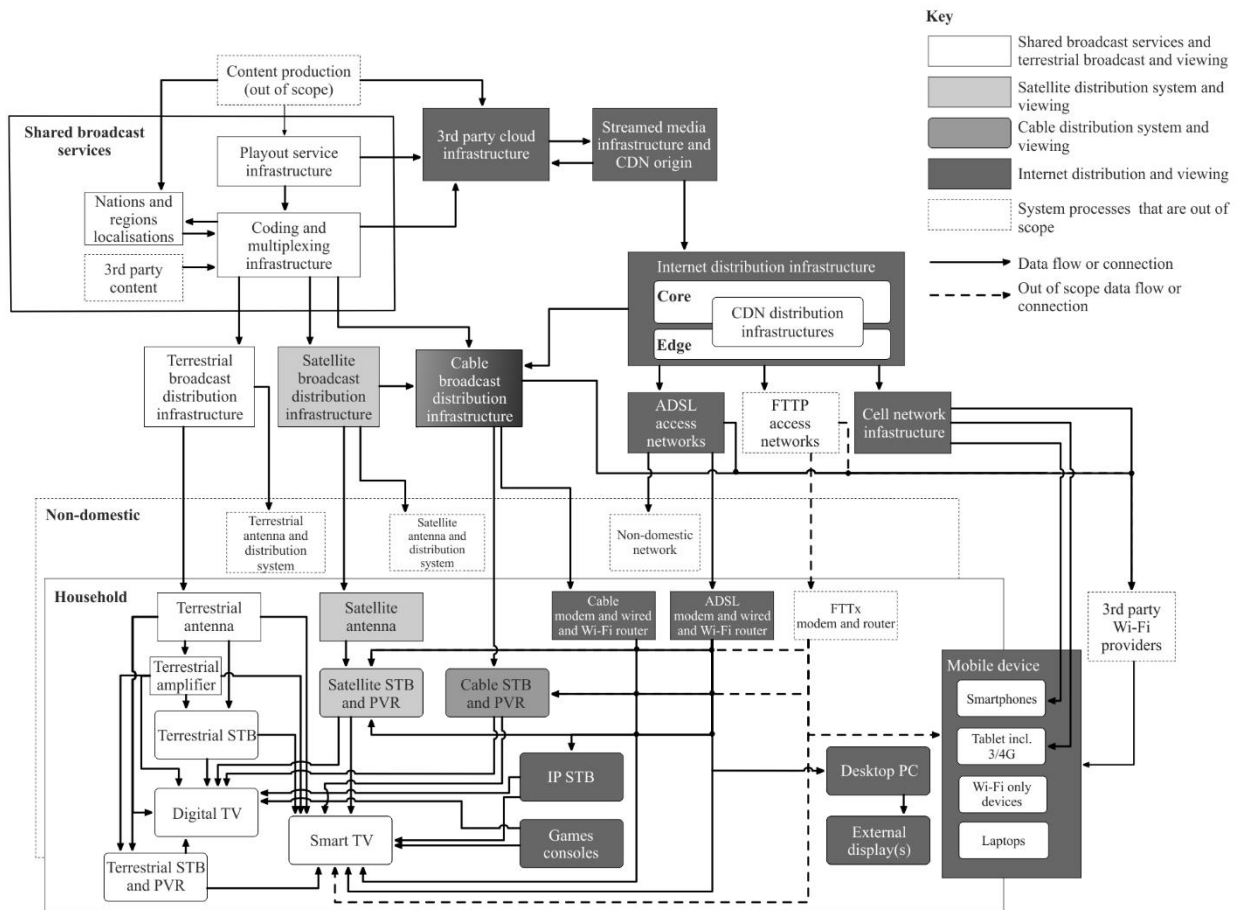 Key
Shared broadcast services and
terrestrial broadcast and viewing
Satellite distribution system and
viewing
Cable distribution system and
viewing
Internet distribution and viewing
System processes that are out of
scope
Data flow or connection
Out of scope data flow or
connection
Content production
(out of scope)
Shared broadcast
services
Playout service
infrastructure
3rd party cloud
infrastructure
Streamed media
infrastructure and
CDN origin
Nations and
regions
localisations
Coding and
multiplexing
infrastructure
3rd party
content
Internet distribution infrastructure
Core
CDN distribution
infrastructures
Edge
Terrestrial
broadcast
distribution
infrastructure
Satellite
broadcast
distribution
infrastructure
Cable
broadcast
distribution
infrastructure
ADSL
access
networks
FTTP
access
networks
Cell network
infastructure
Non-domestic
Terrestrial
antenna and
distribution
system
Satellite
antenna and
distribution
system
Non-domestic
network
Household
Terrestrial
antenna
Satellite
antenna
Cable
modem and wired
and Wi-Fi router
ADSL
modem and wired
and Wi-Fi router
FTTx
modem and router
3rd party
Wi-Fi
providers
Terrestrial
amplifier
Satellite STB
and PVR
Cable STB
and PVR
Mobile device
Smartphones
Tablet incl.
3/4G
Wi-Fi only
devices
Laptops
Terrestrial STB
IP STB
Desktop PC
Digital TV
Smart TV
Games
consoles
External
display(s)
Terrestrial STB
and PVR